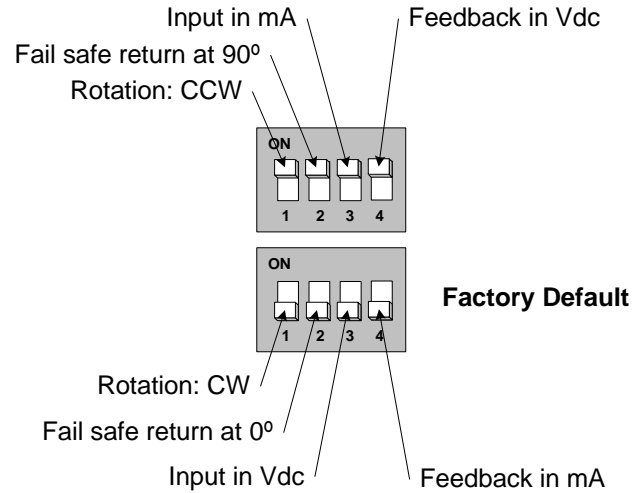 Input in mA
Feedback in Vdc
Fail safe return at 90º
Rotation: CCW
ON
1 2 3 4
ON
Factory Default
1 2 3 4
Rotation: CW
Fail safe return at 0º
Input in Vdc
Feedback in mA